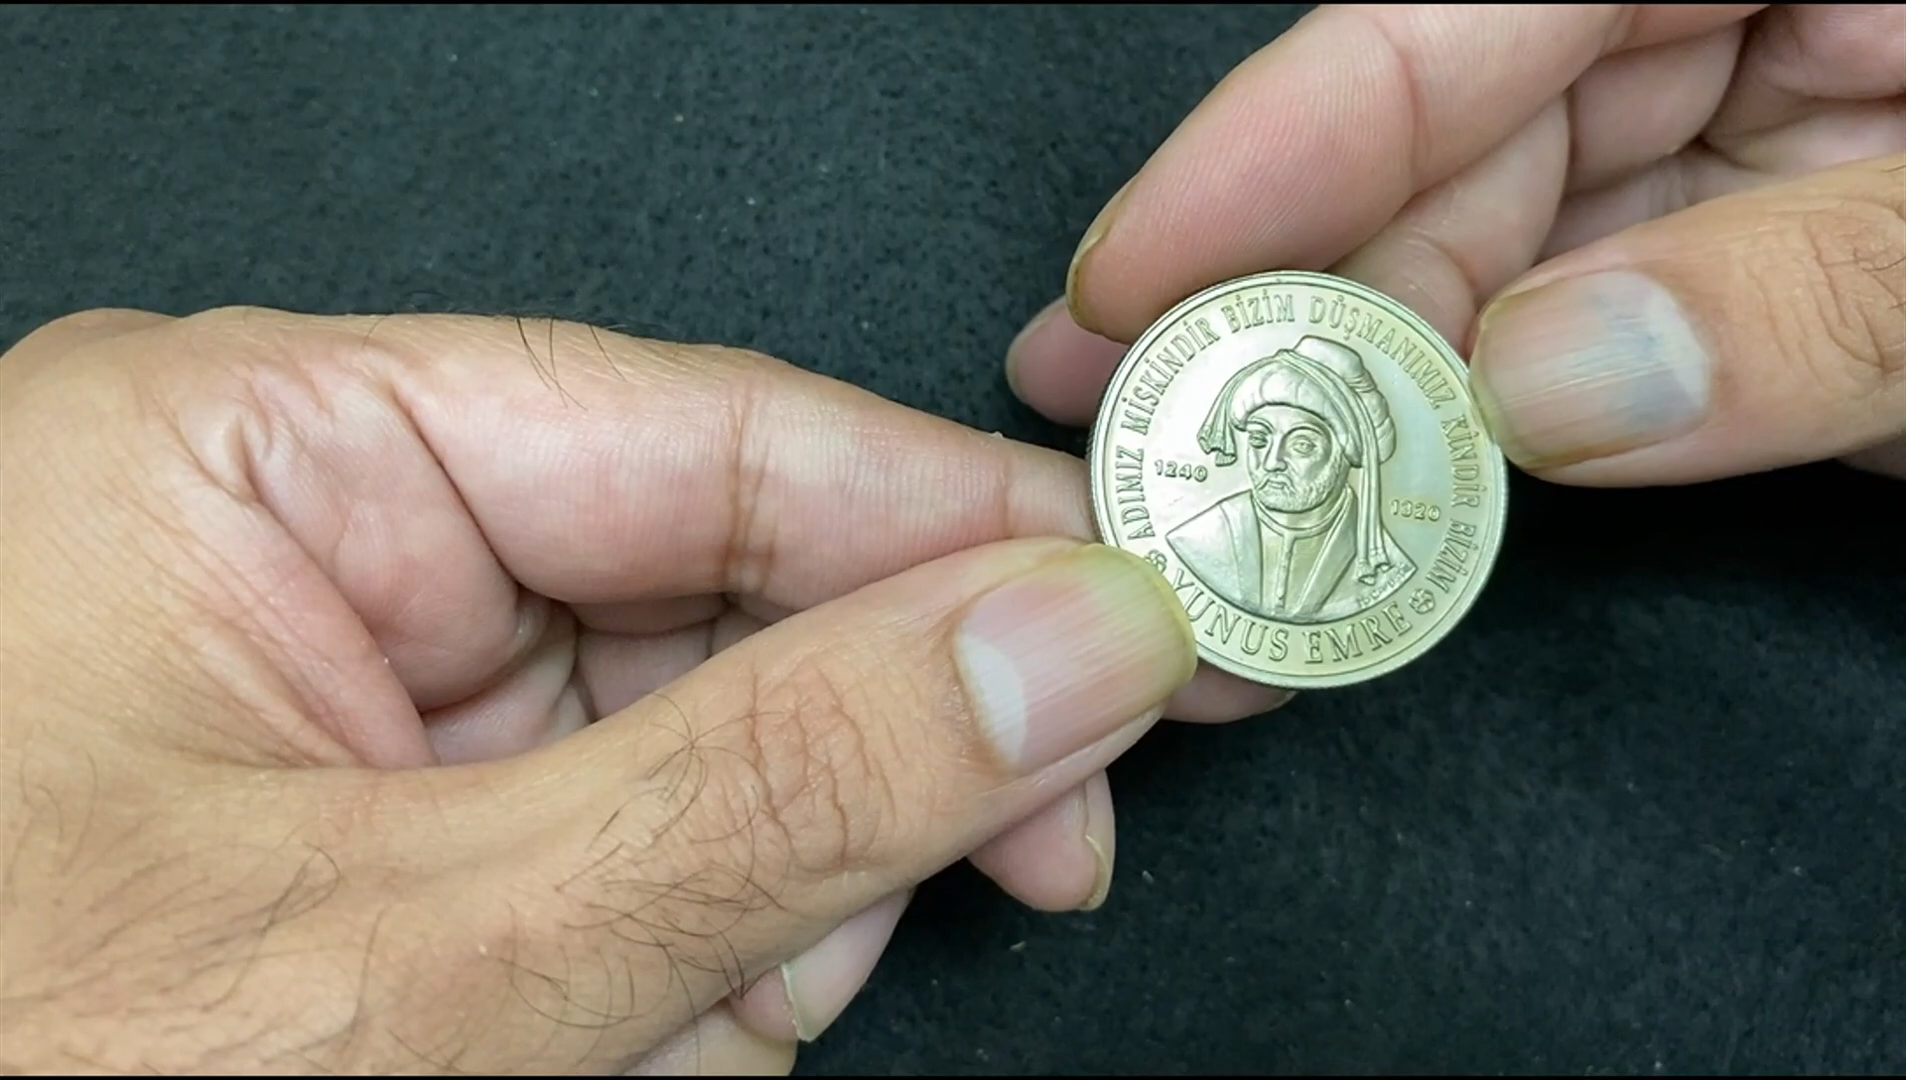 ADIMIZ MİSKİNDİR BİZİM DÜŞMANIMIZ KİNDİR BİZİM
1240
1320
YUNUS EMRE